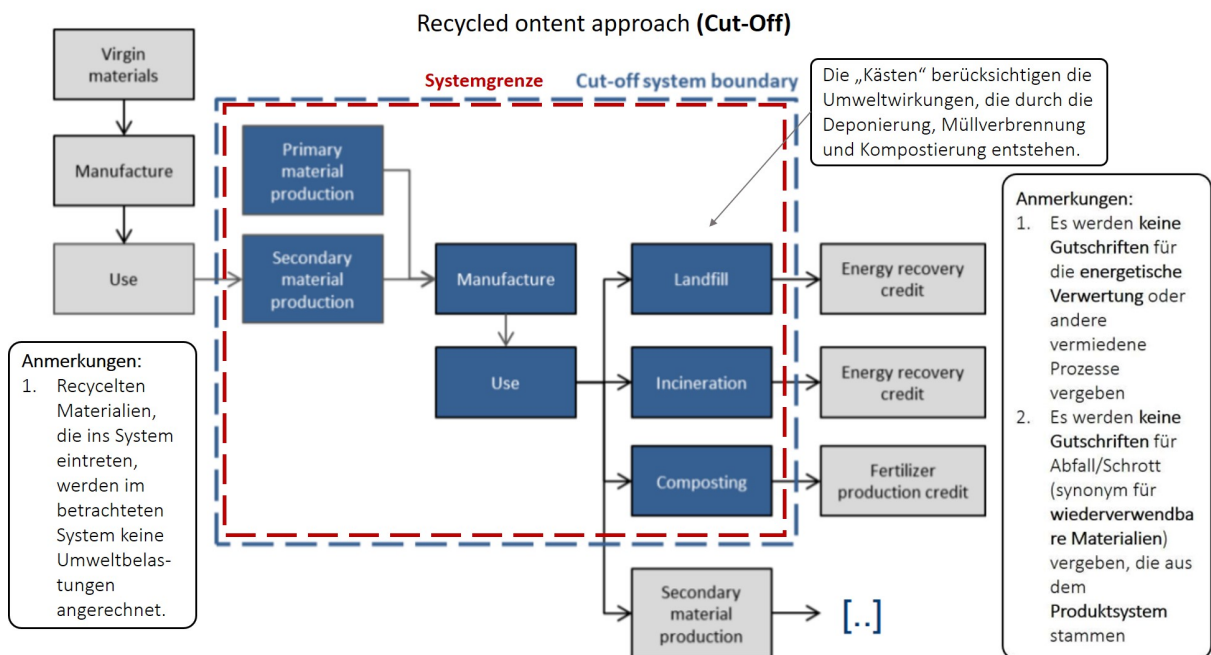 Recycled ontent approach (Cut-Off)
Virgin
materials
Manufacture
Use
Systemgrenze
Cut-off system boundary
Primary
material
production
Secondary
material
production
Manufacture
Use
Landfill
Incineration
Composting
Energy recovery
credit
Energy recovery
credit
Fertilizer
production credit
Secondary
material
production
[..]
Die „Kästen“ berücksichtigen die
Umweltwirkungen, die durch die
Deponierung, Müllverbrennung
und Kompostierung entstehen.
Anmerkungen:
1. Recycelten
Materialien,
die ins System
eintreten,
werden im
betrachteten
System keine
Umweltbelas-
tungen
angerechnet.
Anmerkungen:
1. Es werden keine
Gutschriften für
die energetische
Verwertung oder
andere
vermiedene
Prozesse
vergeben
2. Es werden keine
Gutschriften für
Abfall/Schrott
(synonym für
wiederverwendba
re Materialien)
vergeben, die aus
dem
Produktsystem
stammen